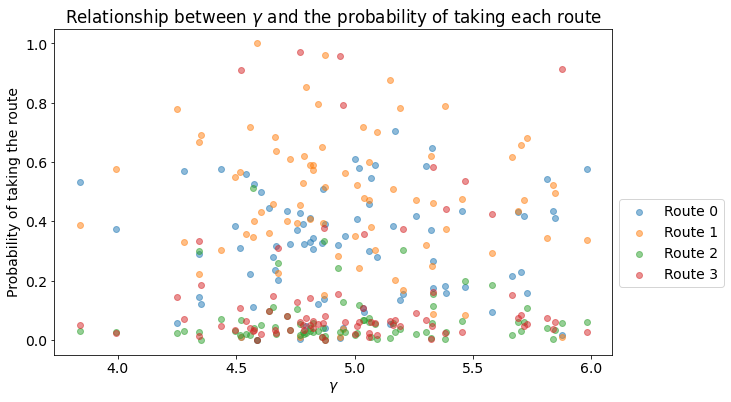 Relationship between γ and the probability of taking each route
1.0
0.8
0.6
0.4
0.2
0.0
Probability of taking the route
4.0 4.5 5.0 5.5 6.0
γ
Route 0
Route 1
Route 2
Route 3